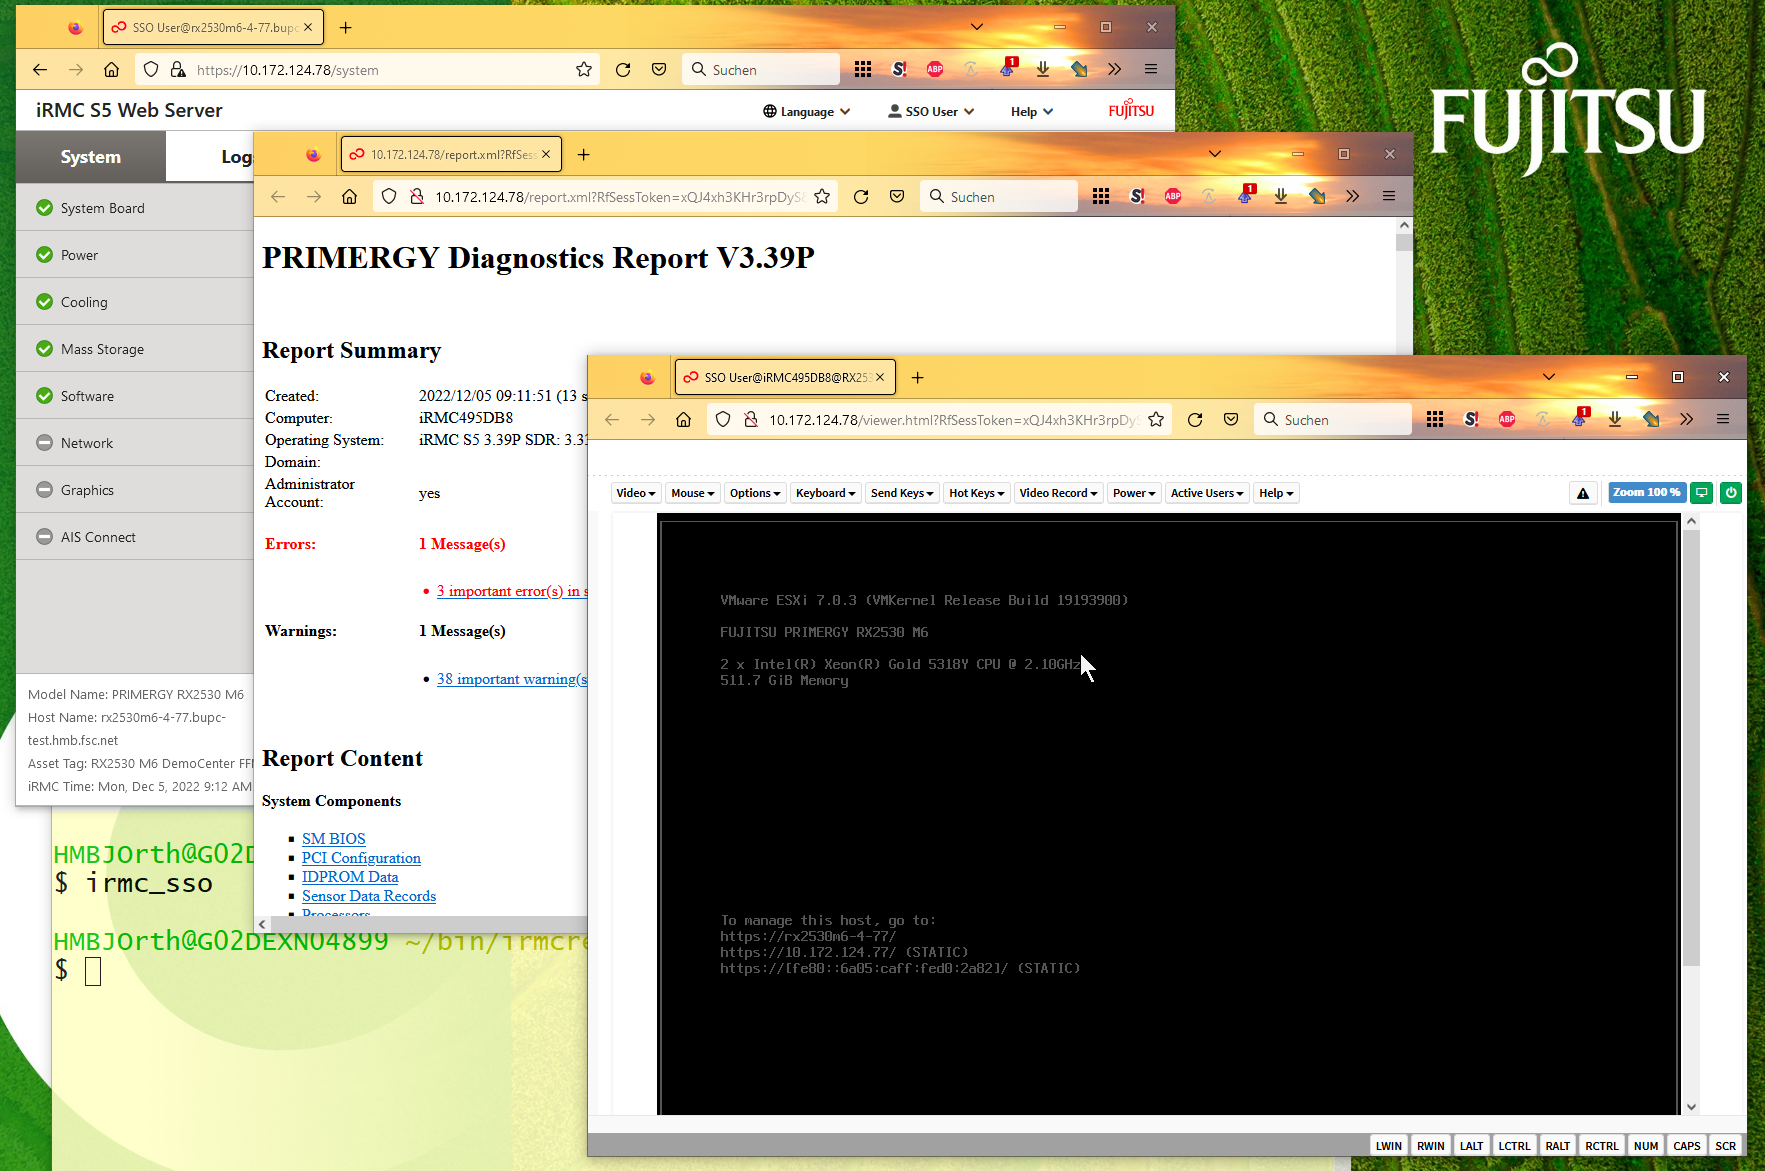 SSO User@rx2530m6-4-77.bupc
https://10.172.124.78/system
Suchen
ABP
1
iRMC S5 Web Server
Language
SSO User
Help
FUJITSU
System
Log
System Board
Power
Cooling
Mass Storage
Software
Network
Graphics
AIS Connect
Model Name: PRIMERGY RX2530 M6
Host Name: rx2530m6-4-77.bupc-
test.hmb.fsc.net
Asset Tag: RX2530 M6 DemoCenter FF
iRMC Time: Mon, Dec 5, 2022 9:12 AM
FUJITSU
10.172.124.78/report.xml?RfSess
10.172.124.78/report.xml?RfSessToken=xQJ4xh3KHr3rpDyS
Suchen
ABP
1
PRIMERGY Diagnostics Report V3.39P
Report Summary
Created: 2022/12/05 09:11:51 (13 s
Computer: iRMC495DB8
Operating System: iRMC S5 3.39P SDR: 3.3
Domain:
Administrator
Account: yes
Errors: 1 Message(s)
• 3 important error(s) in s
Warnings: 1 Message(s)
• 38 important warning(s
Report Content
System Components
SM BIOS
PCI Configuration
IDPROM Data
Sensor Data Records
Processors
SSO User@iRMC495DB8@RX253
10.172.124.78/viewer.html?RfSessToken=xQJ4xh3KHr3rpDyS
Suchen
ABP
1
Video Mouse Options Keyboard Send Keys Hot Keys Video Record Power Active Users Help
Zoom 100 %
VMware ESXi 7.0.3 (VMKernel Release Build 19193900)
FUJITSU PRIMERGY RX2530 M6
2 x Intel(R) Xeon(R) Gold 5318Y CPU @ 2.10GHz
511.7 GiB Memory
To manage this host, go to:
https://rx2530m6-4-77/
https://10.172.124.77/ (STATIC)
https://[fe80::6a05:caff:fed0:2a82]/ (STATIC)
LWIN RWIN LALT LCTRL RALT RCTRL NUM CAPS SCR
HMBJOrth@G02D
$ irmc_sso
HMBJOrth@G02DEXN04899 ~/bin/irmcre
$